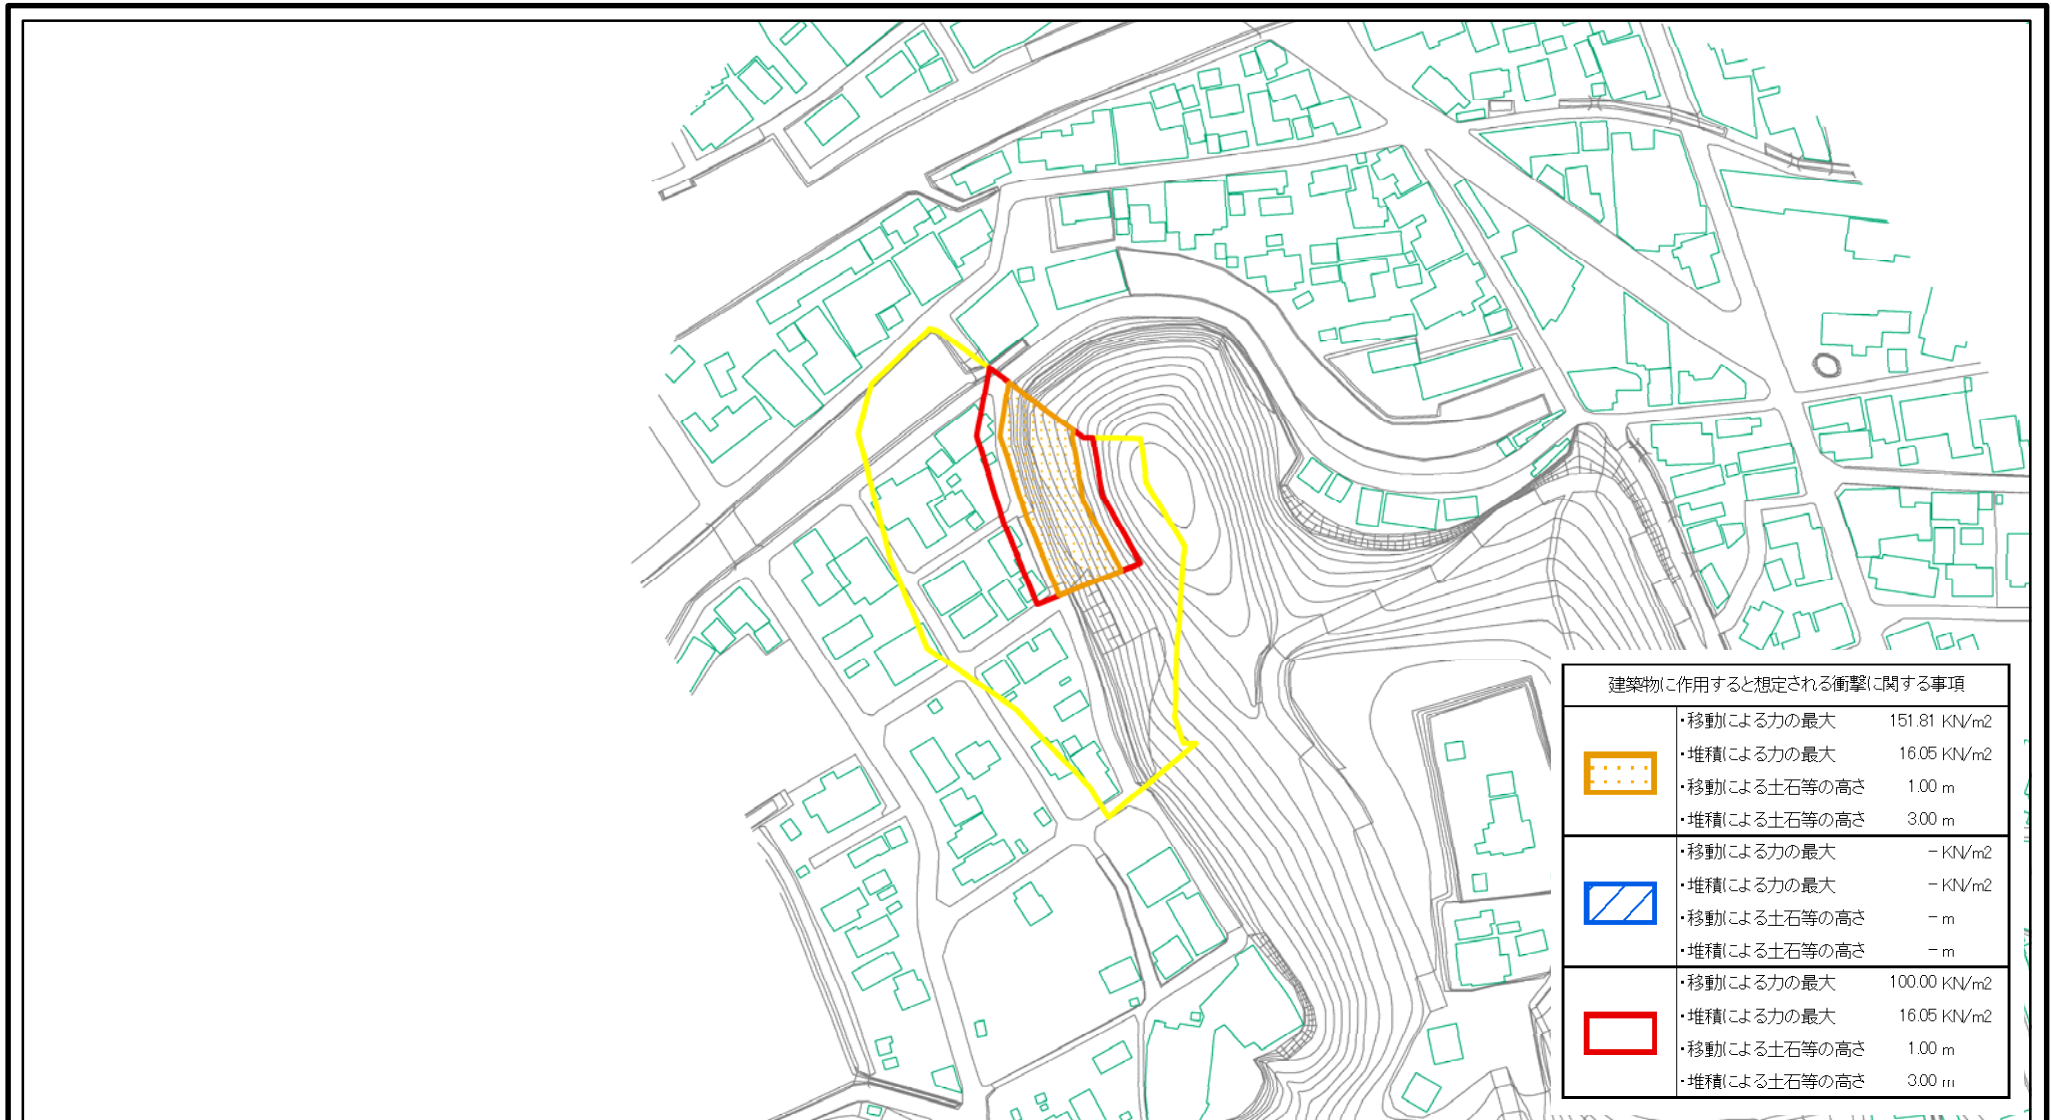 建築物に作用すると想定される衝撃に関する事項
・移動による力の最大 151.81 KN/m2
・堆積による力の最大 16.05 KN/m2
・移動による土石等の高さ 1.00 m
・堆積による土石等の高さ 3.00 m
・移動による力の最大 - KN/m2
・堆積による力の最大 - KN/m2
・移動による土石等の高さ - m
・堆積による土石等の高さ - m
・移動による力の最大 100.00 KN/m2
・堆積による力の最大 16.05 KN/m2
・移動による土石等の高さ 1.00 m
・堆積による土石等の高さ 3.00 m